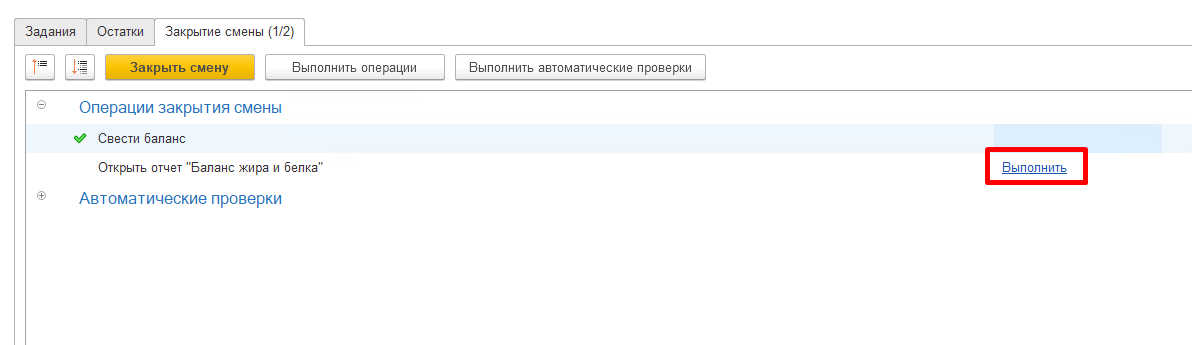 Задания Остатки Закрытие смены (1/2)
Закрыть смену Выполнить операции Выполнить автоматические проверки
Операции закрытия смены
Свести баланс
Открыть отчет "Баланс жира и белка" Выполнить
Автоматические проверки